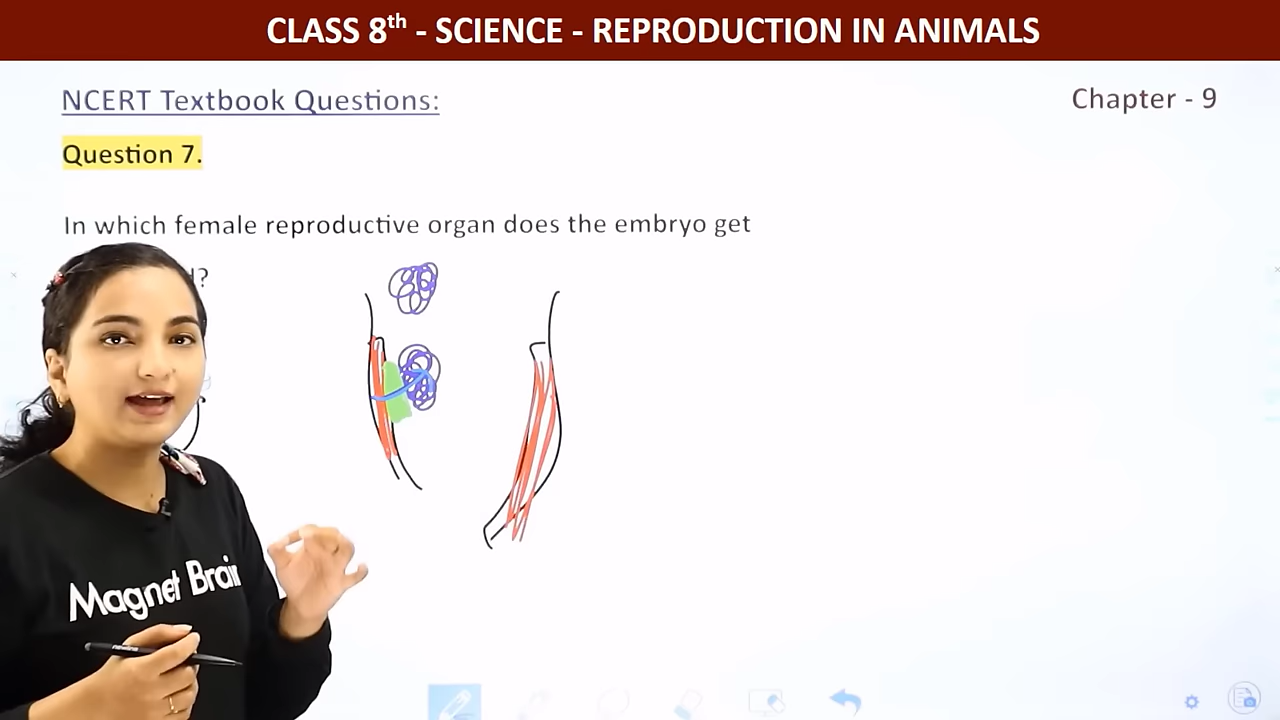 CLASS 8th - SCIENCE - REPRODUCTION IN ANIMALS
NCERT Textbook Questions:
Chapter - 9
Question 7.
In which female reproductive organ does the embryo get
?
Magnet Brain